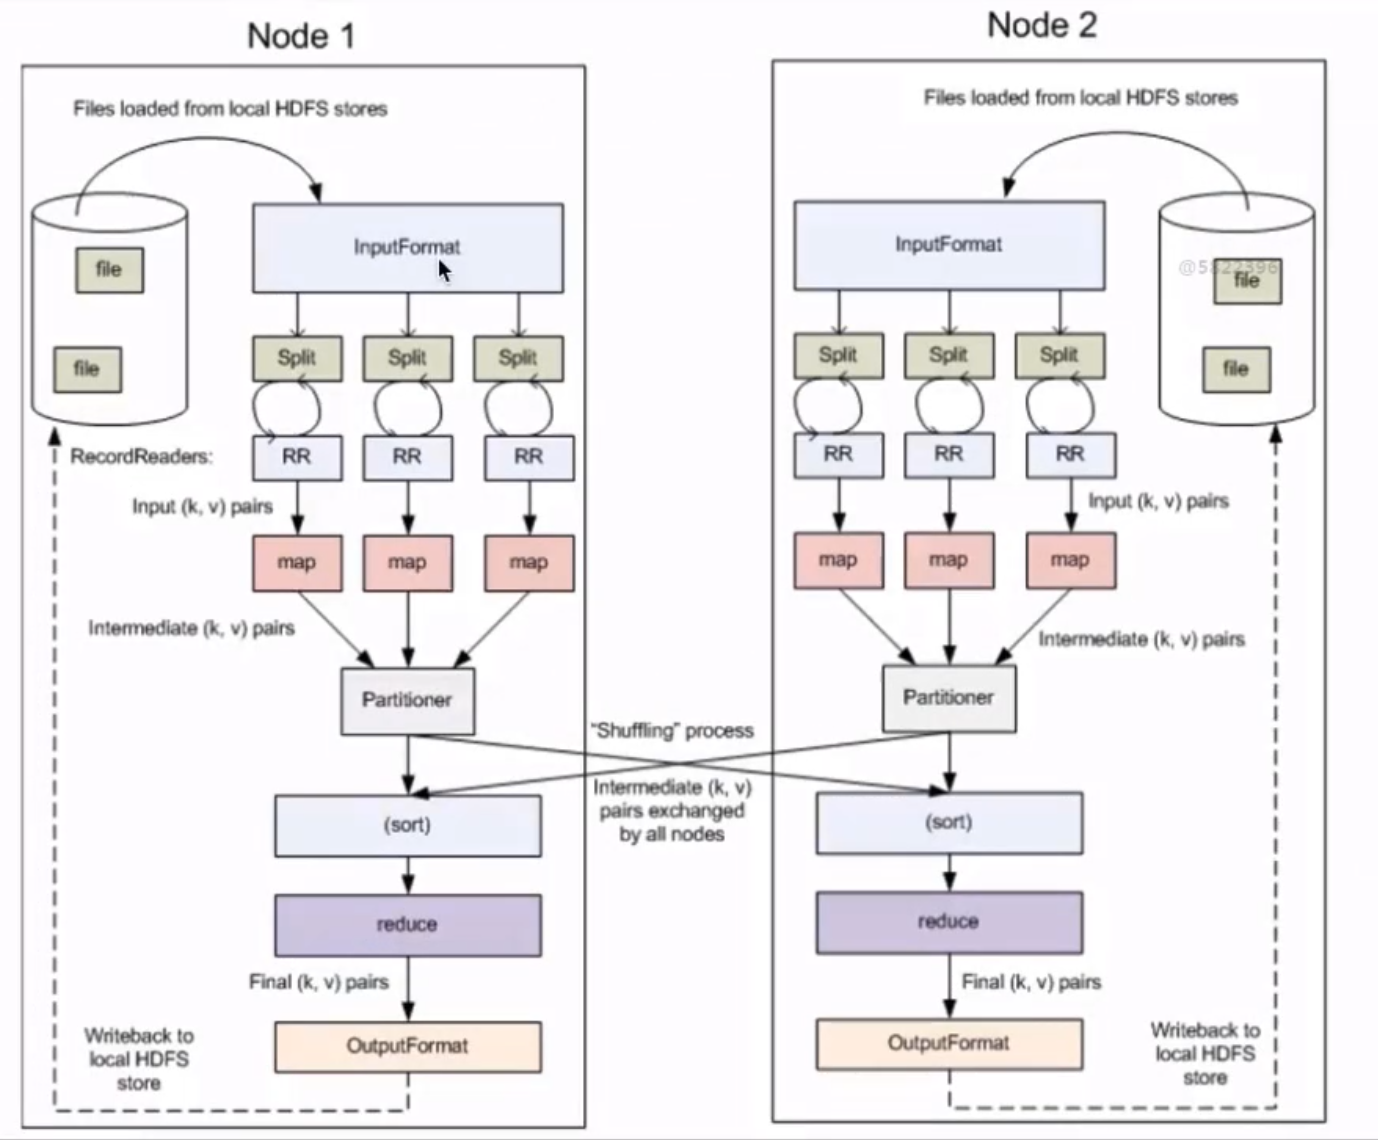 Node 1
Files loaded from local HDFS stores
file
file
InputFormat
Split
Split
Split
RecordReaders:
RR
RR
RR
Input (k, v) pairs
map
map
map
Intermediate (k, v) pairs
Partitioner
(sort)
reduce
Final (k, v) pairs
OutputFormat
Writeback to
local HDFS
store
"Shuffling" process
Intermediate (k, v)
pairs exchanged
by all nodes
Node 2
Files loaded from local HDFS stores
InputFormat
@5822396
file
file
Split
Split
Split
RR
RR
RR
Input (k, v) pairs
map
map
map
Intermediate (k, v) pairs
Partitioner
(sort)
reduce
Final (k, v) pairs
OutputFormat
Writeback to
local HDFS
store